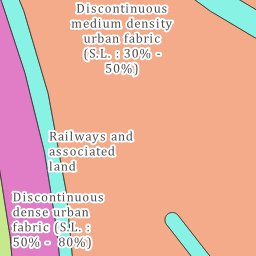 Discontinuous
medium density
urban fabric
(S.L. : 30% -
50%)
Railways and
associated
land
Discontinuous
dense urban
fabric (S.L. :
50% -  80%)